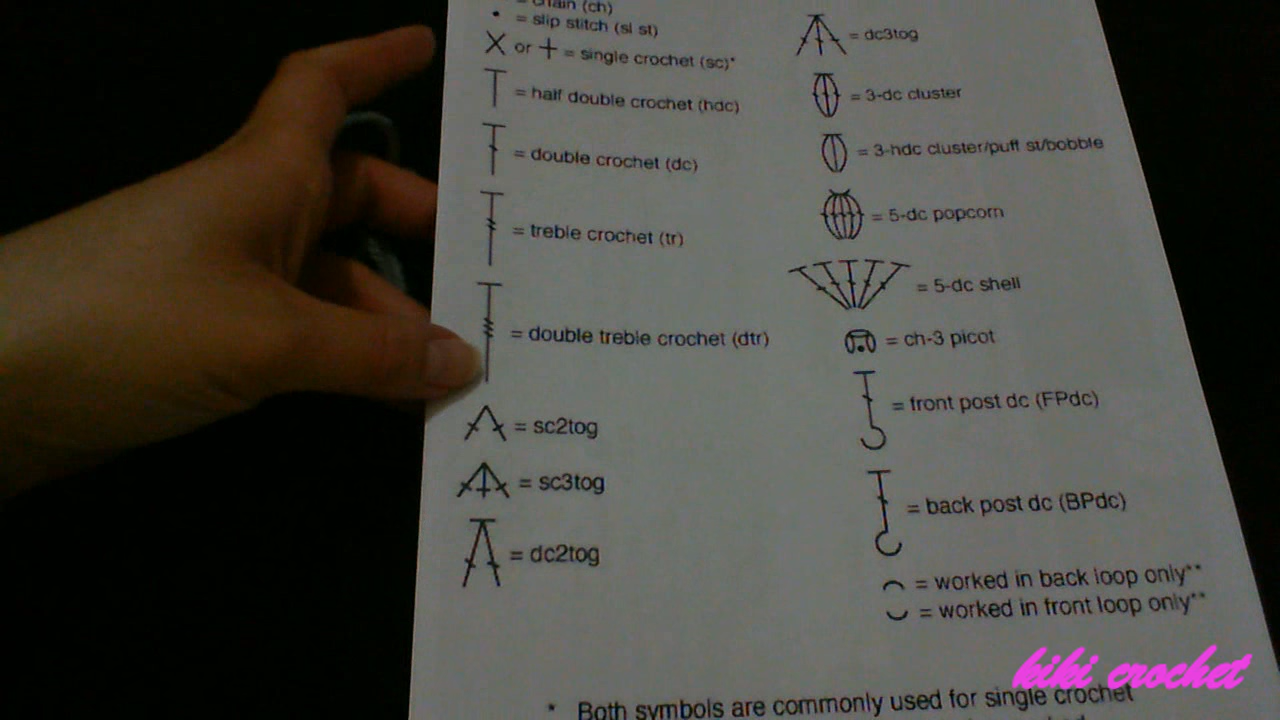 = chain (ch)
• = slip stitch (sl st)
X or + = single crochet (sc)*
= half double crochet (hdc)
= double crochet (dc)
= treble crochet (tr)
= double treble crochet (dtr)
= sc2tog
= sc3tog
= dc2tog
= dc3tog
= 3-dc cluster
= 3-hdc cluster/puff st/bobble
= 5-dc popcorn
= 5-dc shell
= ch-3 picot
= front post dc (FPdc)
= back post dc (BPdc)
= worked in back loop only**
= worked in front loop only**
* Both symbols are commonly used for single crochet
kiki crochet